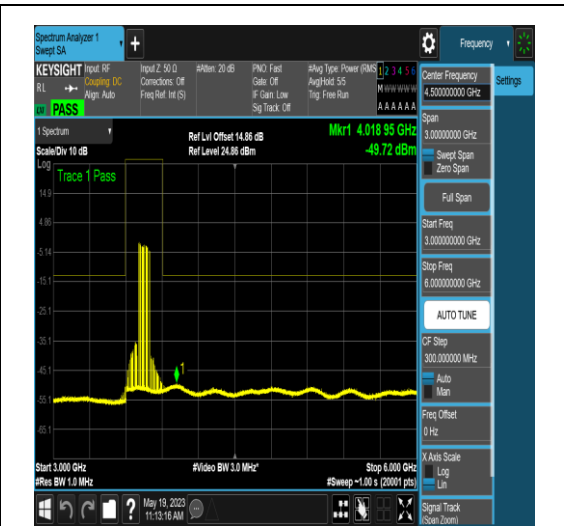 Spectrum Analyzer 1
Swept SA
+
Frequency
KEYSIGHT
RL
PASS
Input: RF
Coupling: DC
Align: Auto
Input Z: 50 Ω
Corrections: Off
Freq Ref: Int (S)
#Atten: 20 dB
PNO: Fast
Gate: Off
IF Gain: Low
Sig Track: Off
#Avg Type: Power (RMS
Avg|Hold: 5/5
Trig: Free Run
1 2 3 4 5 6
M W W W W W
A A A A A A
1 Spectrum
Scale/Div 10 dB
Ref Lvl Offset 14.86 dB
Ref Level 24.86 dBm
Mkr1 4.018 95 GHz
-49.72 dBm
Log
Trace 1 Pass
14.9
4.86
-5.14
-15.1
-25.1
-35.1
-45.1
-55.1
-65.1
1
Start 3.000 GHz
#Res BW 1.0 MHz
#Video BW 3.0 MHz*
Stop 6.000 GHz
#Sweep ~1.00 s (20001 pts)
?
May 19, 2023
11:13:16 AM
Center Frequency
4.500000000 GHz
Settings
Span
3.00000000 GHz
Swept Span
Zero Span
Full Span
Start Freq
3.000000000 GHz
Stop Freq
6.000000000 GHz
AUTO TUNE
CF Step
300.000000 MHz
Auto
Man
Freq Offset
0 Hz
X Axis Scale
Log
Lin
Signal Track
(Span Zoom)